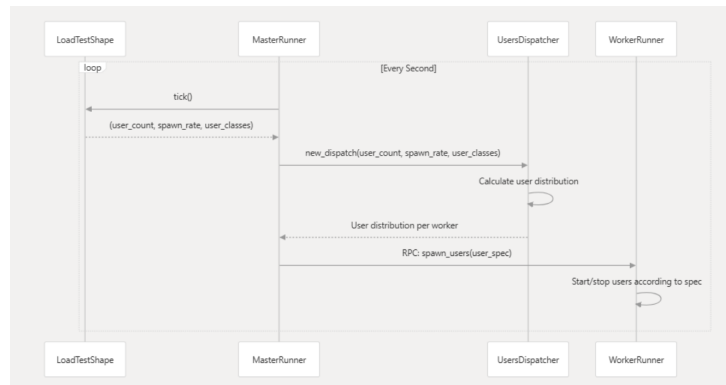 LoadTestShape MasterRunner UsersDispatcher WorkerRunner
loop [Every Second]
tick()
(user_count, spawn_rate, user_classes)
new_dispatch(user_count, spawn_rate, user_classes)
Calculate user distribution
User distribution per worker
RPC: spawn_users(user_spec)
Start/stop users according to spec
LoadTestShape MasterRunner UsersDispatcher WorkerRunner